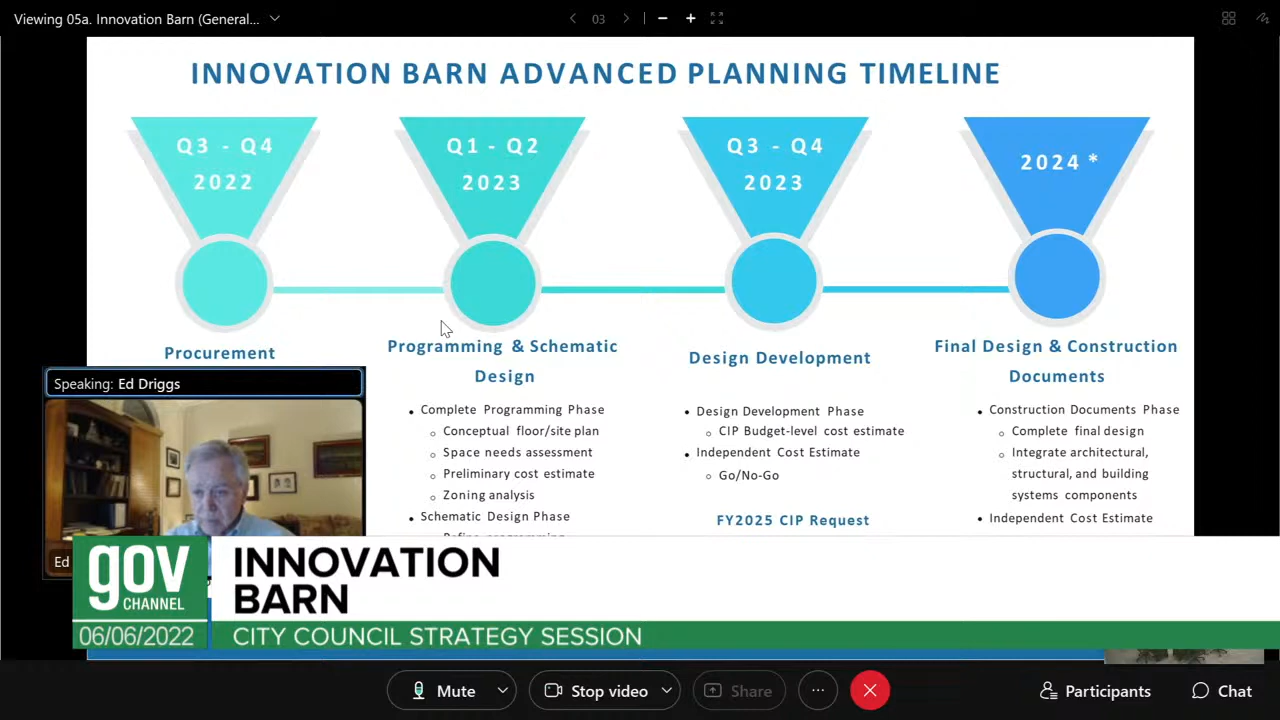 Viewing 05a. Innovation Barn (General...
03
INNOVATION BARN ADVANCED PLANNING TIMELINE
Q3 - Q4
2022
Q1 - Q2
2023
Q3 - Q4
2023
2024 *
Procurement
Programming & Schematic
Design
Design Development
Final Design & Construction
Documents
Speaking: Ed Driggs
• Complete Programming Phase
○ Conceptual floor/site plan
○ Space needs assessment
○ Preliminary cost estimate
○ Zoning analysis
• Schematic Design Phase
• Design Development Phase
○ CIP Budget-level cost estimate
• Independent Cost Estimate
○ Go/No-Go
FY2025 CIP Request
• Construction Documents Phase
○ Complete final design
○ Integrate architectural,
structural, and building
systems components
• Independent Cost Estimate
Ed
gov
CHANNEL
06/06/2022
INNOVATION
BARN
CITY COUNCIL STRATEGY SESSION
Mute
Stop video
Share
Participants
Chat